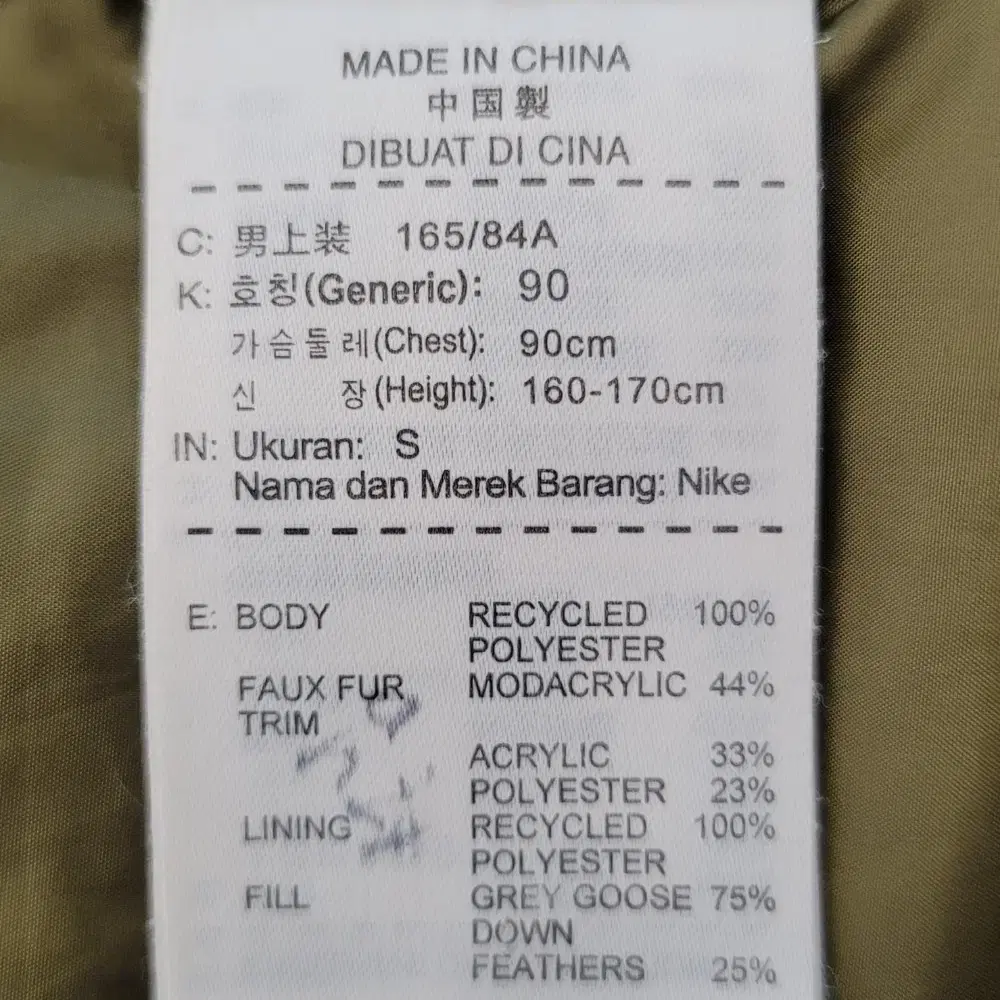 MADE IN CHINA
中国製
DIBUAT DI CINA
C: 男上装 165/84A
K: 호칭(Generic): 90
가슴둘레(Chest): 90cm
신 장(Height): 160-170cm
IN: Ukuran: S
Nama dan Merek Barang: Nike
E: BODY RECYCLED 100%
POLYESTER
FAUX FUR MODACRYLIC 44%
TRIM
ACRYLIC 33%
POLYESTER 23%
LINING RECYCLED 100%
POLYESTER
FILL GREY GOOSE 75%
DOWN
FEATHERS 25%